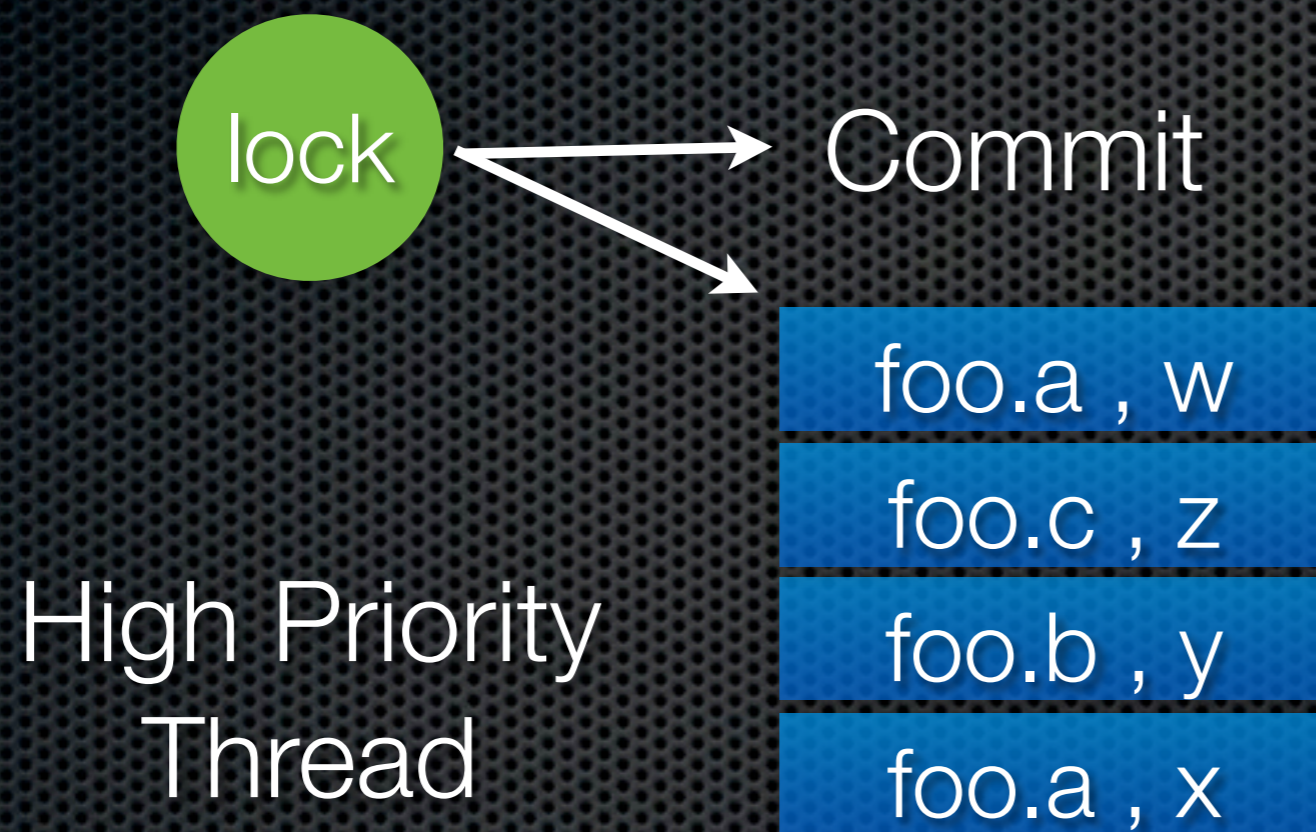 lock
Commit
foo.a , w
foo.c , z
foo.b , y
foo.a , x
High Priority
Thread